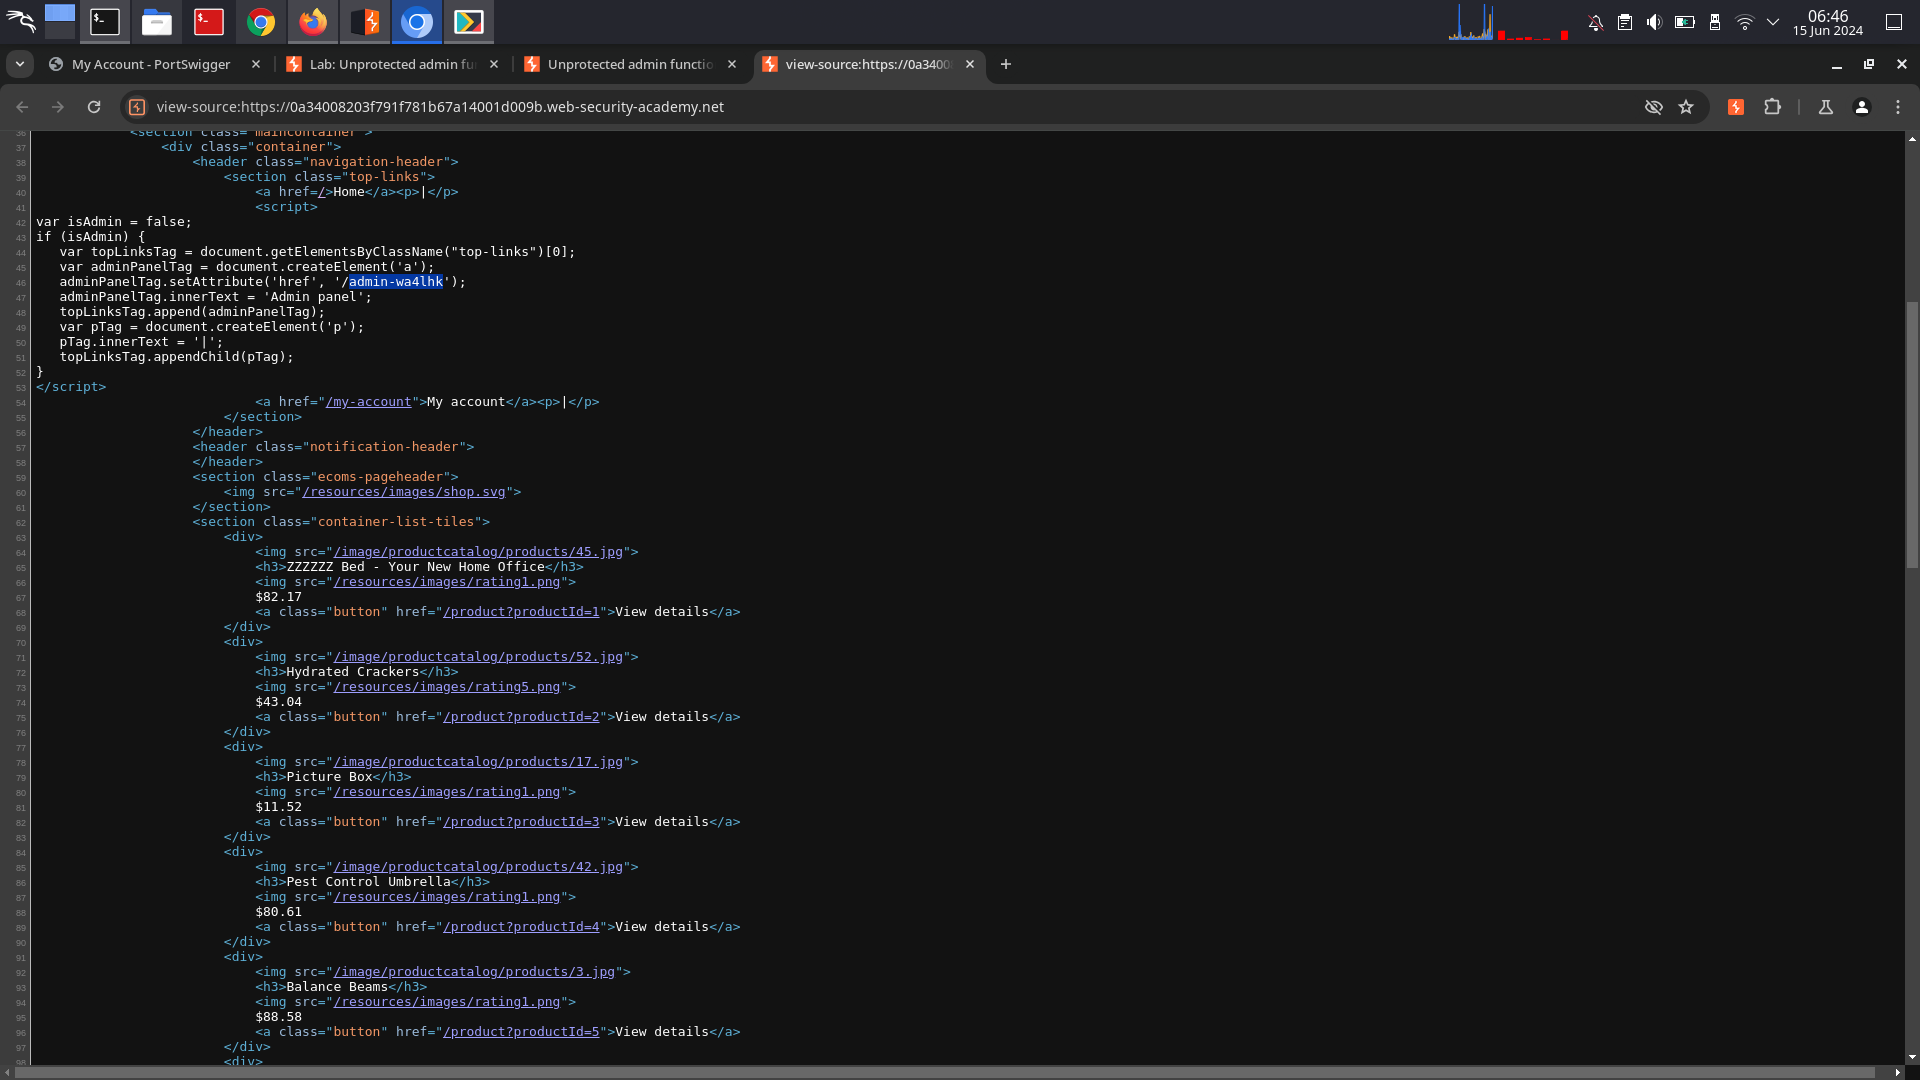 06:46
15 Jun 2024
My Account - PortSwigger
Lab: Unprotected admin fu
Unprotected admin functio
view-source:https://0a3400
view-source:https://0a34008203f791f781b67a14001d009b.web-security-academy.net
36 <section class="maincontainer">
37 <div class="container">
38 <header class="navigation-header">
39 <section class="top-links">
40 <a href=/>Home</a><p>|</p>
41 <script>
42 var isAdmin = false;
43 if (isAdmin) {
44 var topLinksTag = document.getElementsByClassName("top-links")[0];
45 var adminPanelTag = document.createElement('a');
46 adminPanelTag.setAttribute('href', '/admin-wa4lhk');
47 adminPanelTag.innerText = 'Admin panel';
48 topLinksTag.append(adminPanelTag);
49 var pTag = document.createElement('p');
50 pTag.innerText = '|';
51 topLinksTag.appendChild(pTag);
52 }
53 </script>
54 <a href="/my-account">My account</a><p>|</p>
55 </section>
56 </header>
57 <header class="notification-header">
58 </header>
59 <section class="ecoms-pageheader">
60 <img src="/resources/images/shop.svg">
61 </section>
62 <section class="container-list-tiles">
63 <div>
64 <img src="/image/productcatalog/products/45.jpg">
65 <h3>ZZZZZZ Bed - Your New Home Office</h3>
66 <img src="/resources/images/rating1.png">
67 $82.17
68 <a class="button" href="/product?productId=1">View details</a>
69 </div>
70 <div>
71 <img src="/image/productcatalog/products/52.jpg">
72 <h3>Hydrated Crackers</h3>
73 <img src="/resources/images/rating5.png">
74 $43.04
75 <a class="button" href="/product?productId=2">View details</a>
76 </div>
77 <div>
78 <img src="/image/productcatalog/products/17.jpg">
79 <h3>Picture Box</h3>
80 <img src="/resources/images/rating1.png">
81 $11.52
82 <a class="button" href="/product?productId=3">View details</a>
83 </div>
84 <div>
85 <img src="/image/productcatalog/products/42.jpg">
86 <h3>Pest Control Umbrella</h3>
87 <img src="/resources/images/rating1.png">
88 $80.61
89 <a class="button" href="/product?productId=4">View details</a>
90 </div>
91 <div>
92 <img src="/image/productcatalog/products/3.jpg">
93 <h3>Balance Beams</h3>
94 <img src="/resources/images/rating1.png">
95 $88.58
96 <a class="button" href="/product?productId=5">View details</a>
97 </div>
98 <div>